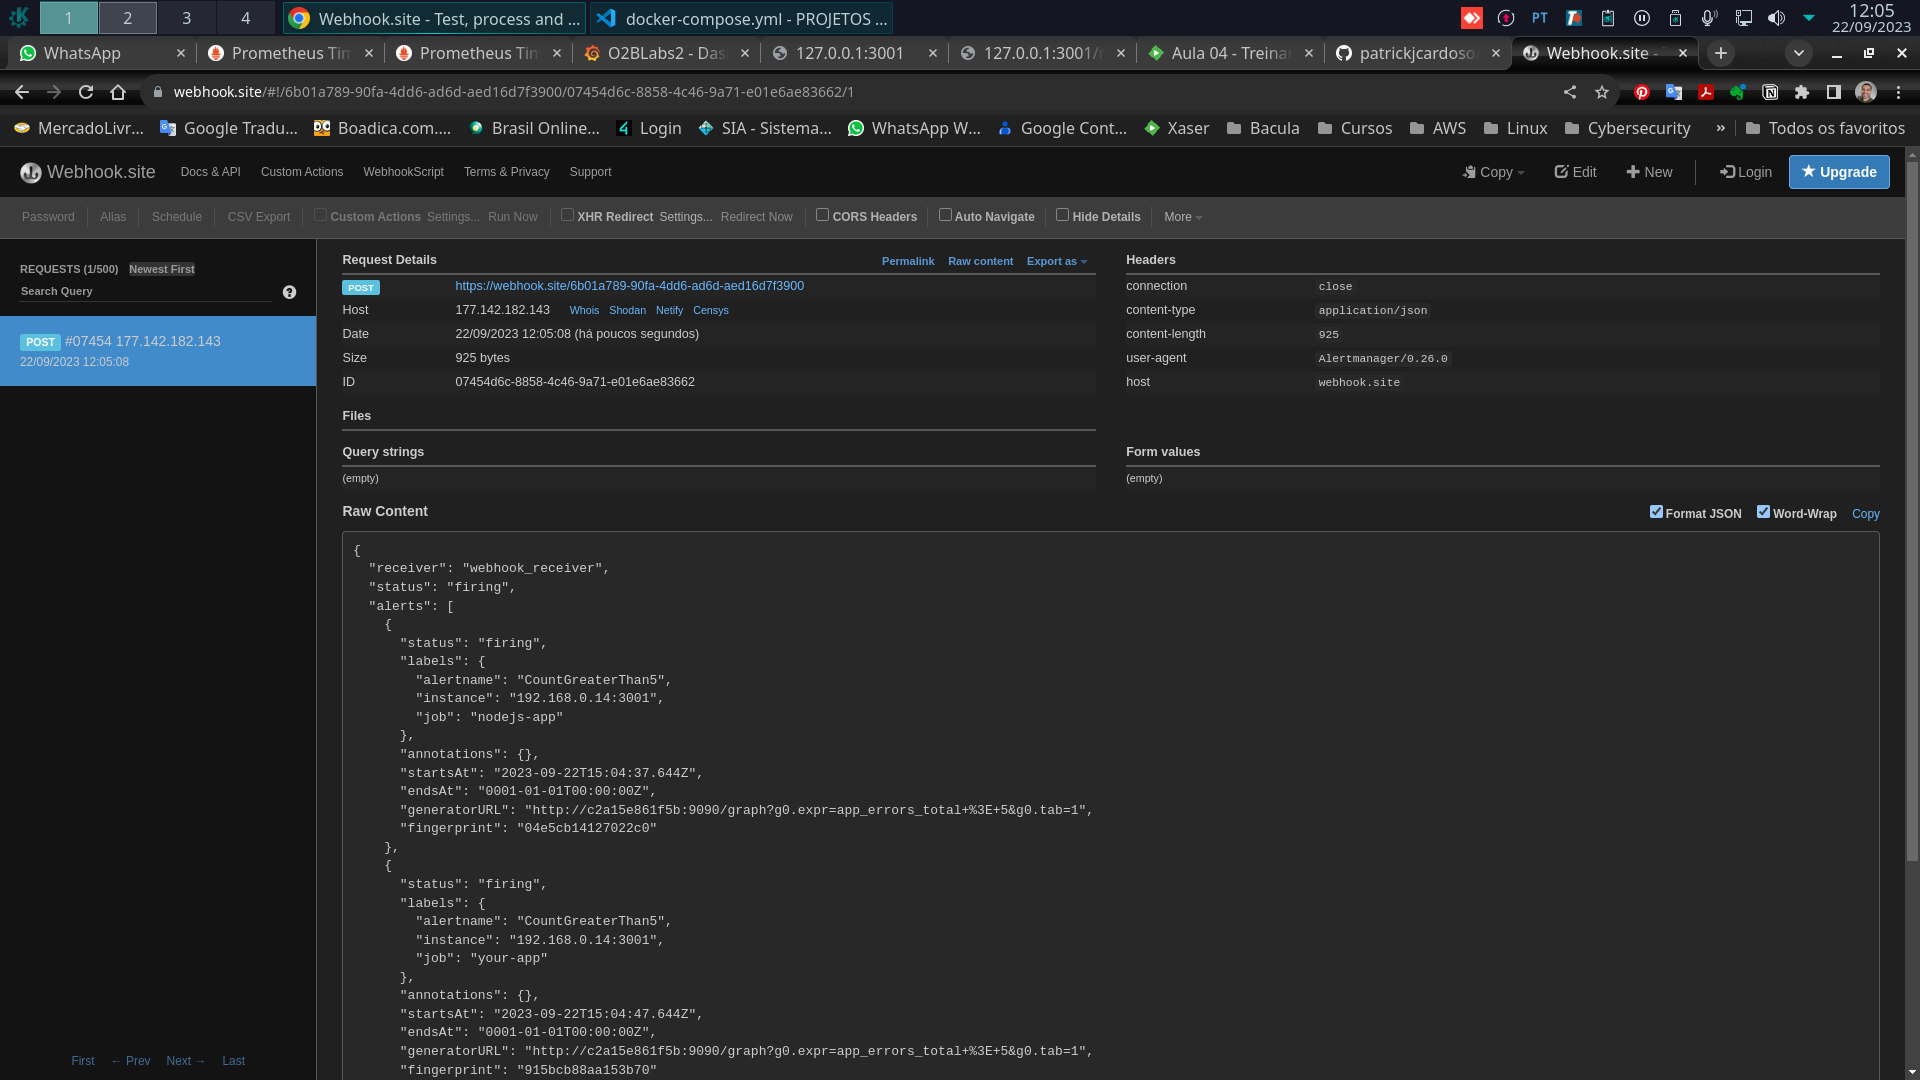 1 2 3 4 Webhook.site - Test, process and ... docker-compose.yml - PROJETOS ... PT 12:05
22/09/2023
WhatsApp Prometheus Tim Prometheus Tim O2BLabs2 - Das 127.0.0.1:3001 127.0.0.1:3001/ Aula 04 - Treinar patrickjcardoso Webhook.site -
webhook.site/#!/6b01a789-90fa-4dd6-ad6d-aed16d7f3900/07454d6c-8858-4c46-9a71-e01e6ae83662/1
MercadoLivr... Google Tradu... Boadica.com.... Brasil Online... Login SIA - Sistema... WhatsApp W... Google Cont... Xaser Bacula Cursos AWS Linux Cybersecurity » Todos os favoritos
Webhook.site Docs & API Custom Actions WebhookScript Terms & Privacy Support Copy Edit New Login Upgrade
Password Alias Schedule CSV Export Custom Actions Settings... Run Now XHR Redirect Settings... Redirect Now CORS Headers Auto Navigate Hide Details More
REQUESTS (1/500) Newest First
Search Query
POST #07454 177.142.182.143
22/09/2023 12:05:08
First ← Prev Next → Last
Request Details Permalink Raw content Export as
POST https://webhook.site/6b01a789-90fa-4dd6-ad6d-aed16d7f3900
Host 177.142.182.143 Whois Shodan Netify Censys
Date 22/09/2023 12:05:08 (há poucos segundos)
Size 925 bytes
ID 07454d6c-8858-4c46-9a71-e01e6ae83662
Headers
connection close
content-type application/json
content-length 925
user-agent Alertmanager/0.26.0
host webhook.site
Files
Query strings
(empty)
Form values
(empty)
Raw Content Format JSON Word-Wrap Copy
{
"receiver": "webhook_receiver",
"status": "firing",
"alerts": [
{
"status": "firing",
"labels": {
"alertname": "CountGreaterThan5",
"instance": "192.168.0.14:3001",
"job": "nodejs-app"
},
"annotations": {},
"startsAt": "2023-09-22T15:04:37.644Z",
"endsAt": "0001-01-01T00:00:00Z",
"generatorURL": "http://c2a15e861f5b:9090/graph?g0.expr=app_errors_total+%3E+5&g0.tab=1",
"fingerprint": "04e5cb14127022c0"
},
{
"status": "firing",
"labels": {
"alertname": "CountGreaterThan5",
"instance": "192.168.0.14:3001",
"job": "your-app"
},
"annotations": {},
"startsAt": "2023-09-22T15:04:47.644Z",
"endsAt": "0001-01-01T00:00:00Z",
"generatorURL": "http://c2a15e861f5b:9090/graph?g0.expr=app_errors_total+%3E+5&g0.tab=1",
"fingerprint": "915bcb88aa153b70"